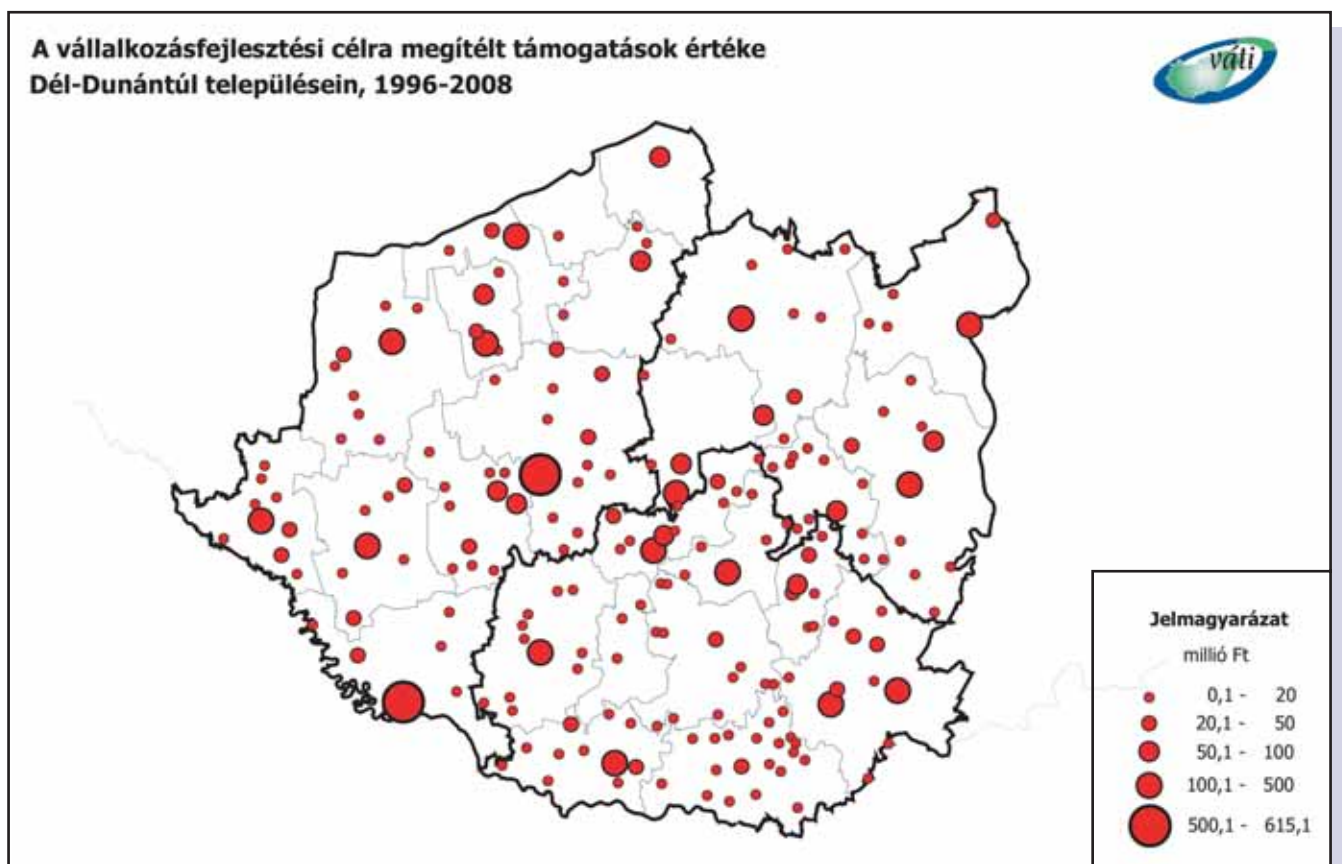 A vállalkozásfejlesztési célra megítélt támogatások értéke
Dél-Dunántúl településein, 1996-2008
váti
Jelmagyarázat
millió Ft
0,1 - 20
20,1 - 50
50,1 - 100
100,1 - 500
500,1 - 615,1